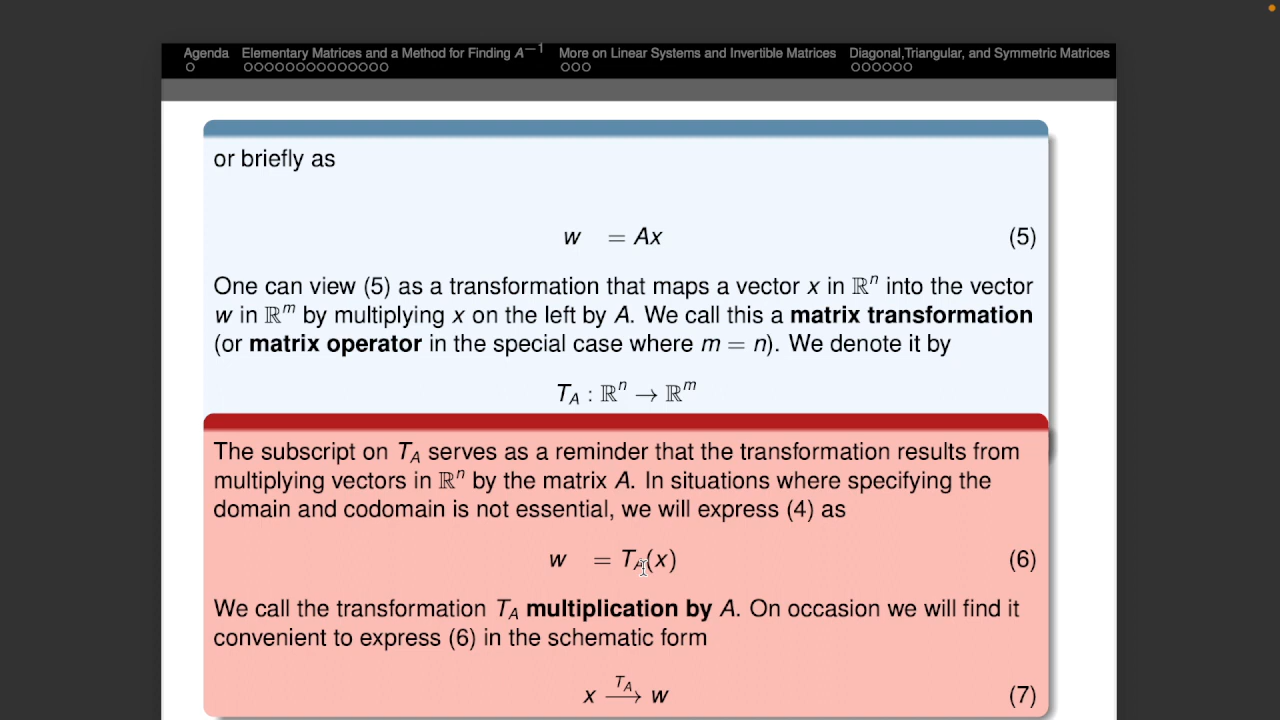 Agenda Elementary Matrices and a Method for Finding A⁻¹ More on Linear Systems and Invertible Matrices Diagonal,Triangular, and Symmetric Matrices
or briefly as
w = Ax (5)
One can view (5) as a transformation that maps a vector x in ℝⁿ into the vector
w in ℝᵐ by multiplying x on the left by A. We call this a matrix transformation
(or matrix operator in the special case where m = n). We denote it by
T_A : ℝⁿ → ℝᵐ
The subscript on T_A serves as a reminder that the transformation results from
multiplying vectors in ℝⁿ by the matrix A. In situations where specifying the
domain and codomain is not essential, we will express (4) as
w = T_A(x) (6)
We call the transformation T_A multiplication by A. On occasion we will find it
convenient to express (6) in the schematic form
x \xrightarrow{T_A} w (7)